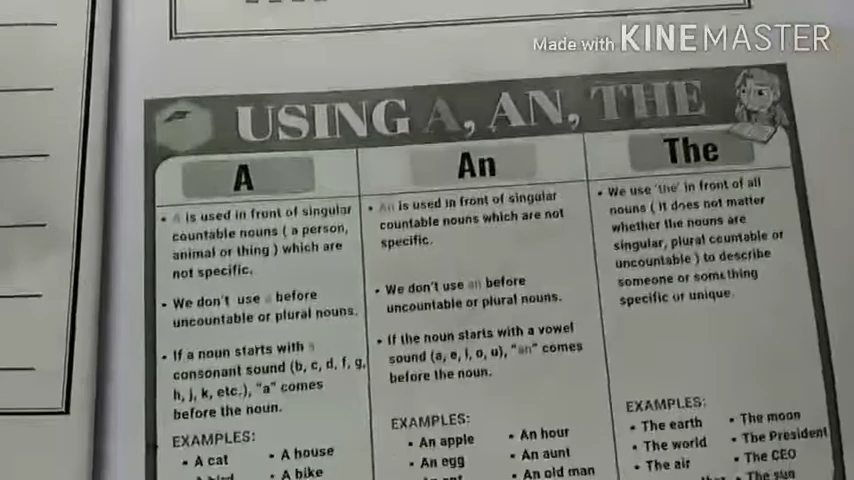 Made with KINEMASTER
USING A, AN, THE
A
• A is used in front of singular
countable nouns ( a person,
animal or thing ) which are
not specific.
• We don't use a before
uncountable or plural nouns.
• If a noun starts with a
consonant sound (b, c, d, f, g,
h, j, k, etc.), "a" comes
before the noun.
EXAMPLES:
• A cat
• A house
• A bike
An
• An is used in front of singular
countable nouns which are not
specific.
• We don't use an before
uncountable or plural nouns.
• If the noun starts with a vowel
sound (a, e, i, o, u), "an" comes
before the noun.
EXAMPLES:
• An apple
• An hour
• An egg
• An aunt
• An old man
The
• We use 'the' in front of all
nouns ( it does not matter
whether the nouns are
singular, plural countable or
uncountable ) to describe
someone or something
specific or unique.
EXAMPLES:
• The earth
• The moon
• The world
• The President
• The air
• The CEO
• The sun